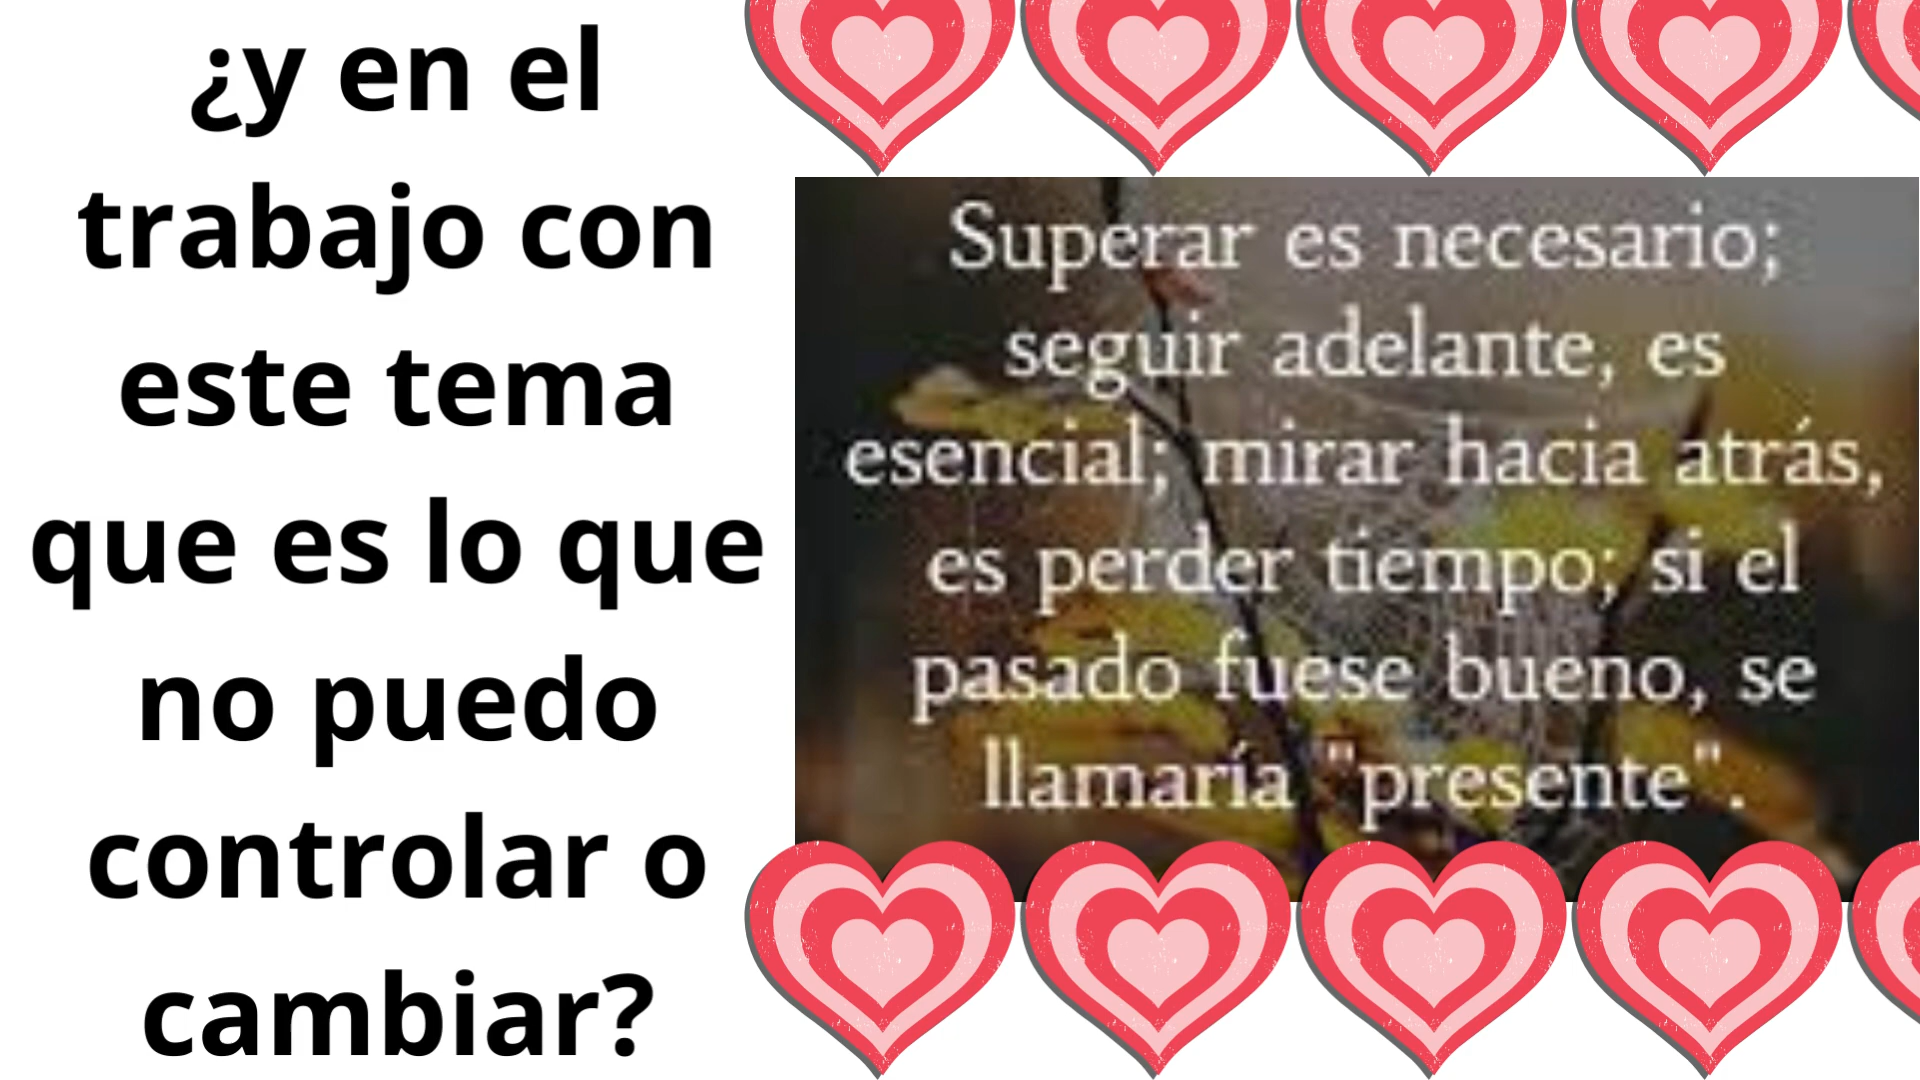 ¿y en el
trabajo con
este tema
que es lo que
no puedo
controlar o
cambiar?
Superar es necesario;
seguir adelante, es
esencial; mirar hacia atrás,
es perder tiempo; si el
pasado fuese bueno, se
llamaría "presente".